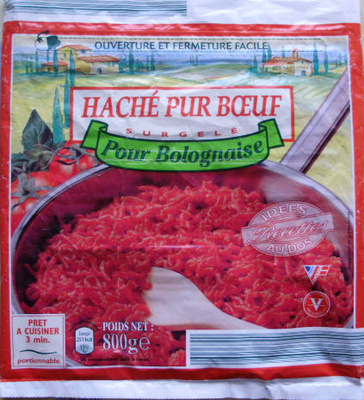 OUVERTURE ET FERMETURE FACILE
HACHÉ PUR BŒUF
SURGELÉ
Pour Bolognaise
IDÉES
Recettes
AU DOS
VF
V
PRET
A CUISINER
3 min.
portionnable
POIDS NET :
800g e